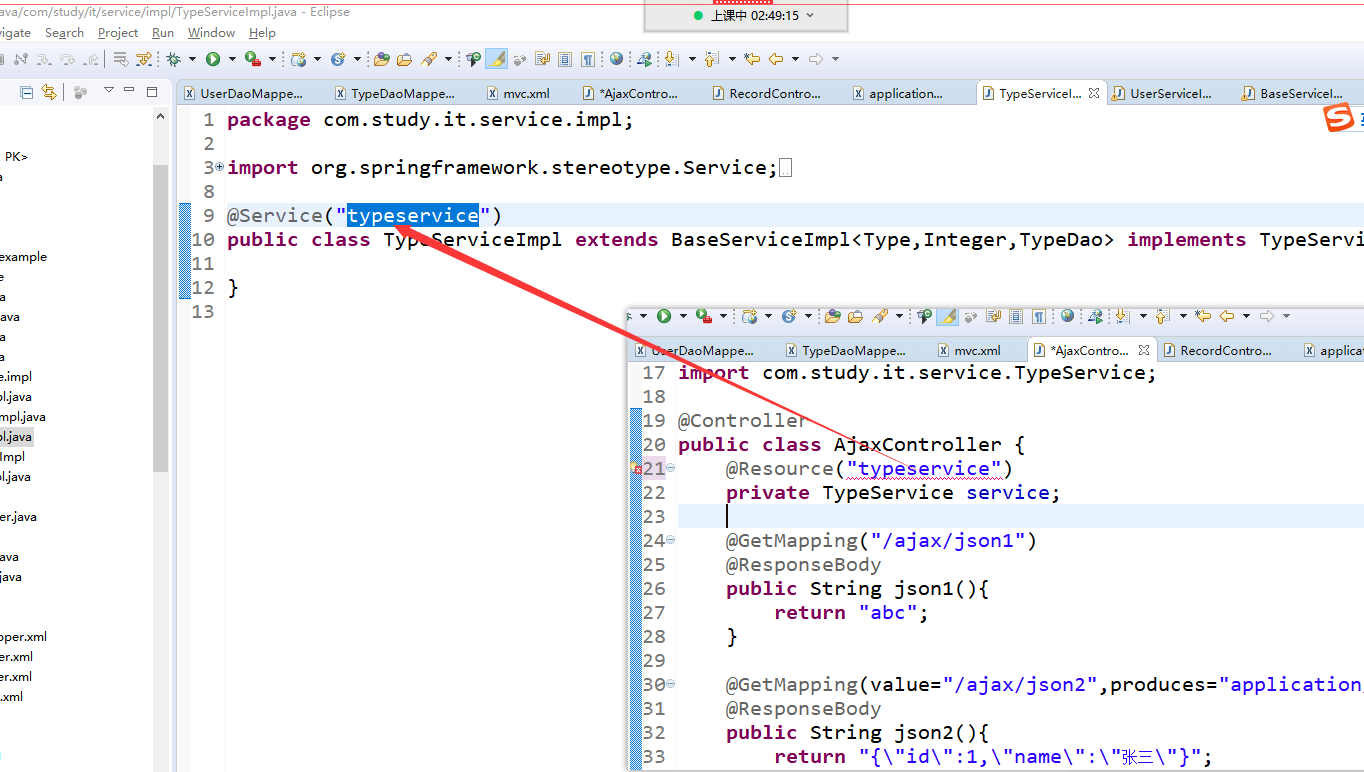 ava/com/study/it/service/impl/TypeServiceImpl.java - Eclipse
上课中 02:49:15
vigate Search Project Run Window Help
UserDaoMappe... TypeDaoMappe... mvc.xml *AjaxContro... RecordContro... application... TypeServiceI... UserServiceI... BaseServiceI...
PK>
a
example
e
a
ava
a
a
e.impl
ol.java
mpl.java
ol.java
Impl
ol.java
er.java
ava
java
pper.xml
er.xml
er.xml
.xml
1 package com.study.it.service.impl;
2
3 import org.springframework.stereotype.Service;
8
9 @Service("typeservice")
10 public class TypeServiceImpl extends BaseServiceImpl<Type,Integer,TypeDao> implements TypeServi
11
12 }
13
UserDaoMappe... TypeDaoMappe... mvc.xml *AjaxContro... RecordContro... applica
17 import com.study.it.service.TypeService;
18
19 @Controller
20 public class AjaxController {
21 @Resource("typeservice")
22 private TypeService service;
23
24 @GetMapping("/ajax/json1")
25 @ResponseBody
26 public String json1(){
27 return "abc";
28 }
29
30 @GetMapping(value="/ajax/json2",produces="application
31 @ResponseBody
32 public String json2(){
33 return "{\"id\":1,\"name\":\"张三\"}";